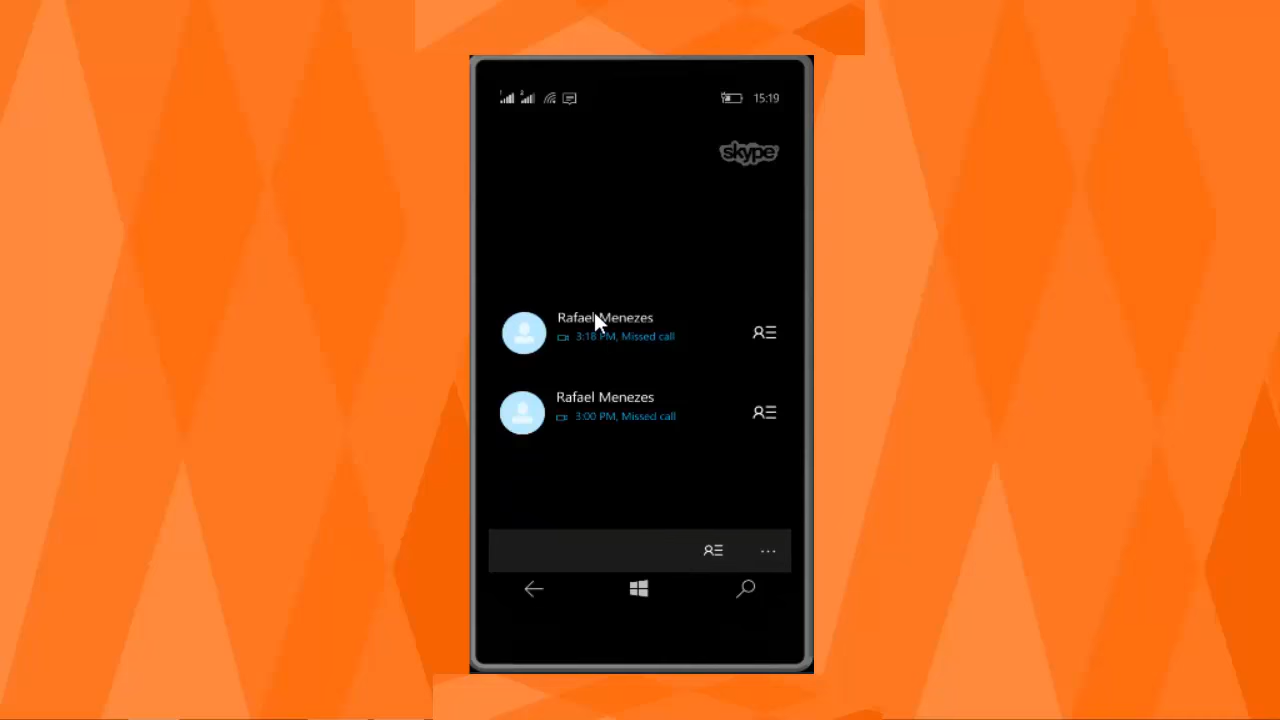 15:19
skype
Rafael Menezes
3:18 PM, Missed call
Rafael Menezes
3:00 PM, Missed call